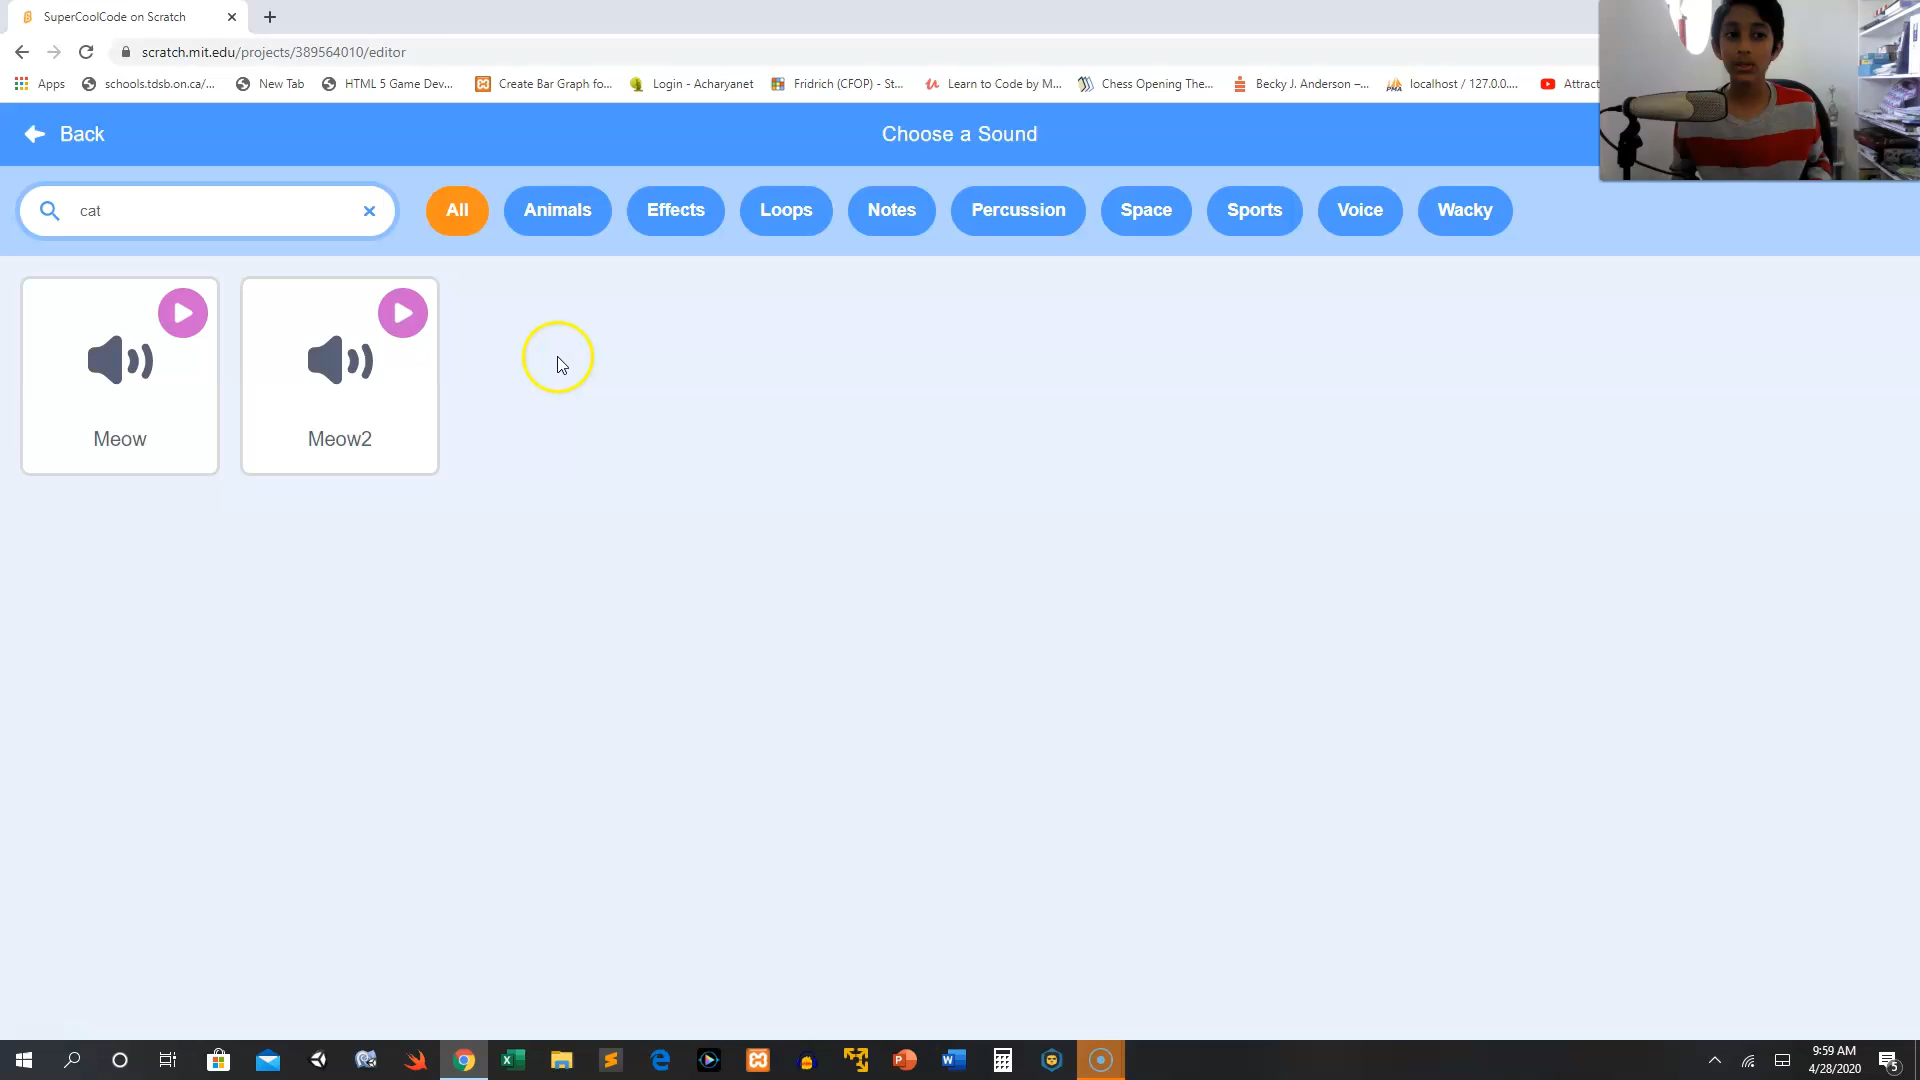 SuperCoolCode on Scratch
scratch.mit.edu/projects/389564010/editor
Apps
schools.tdsb.on.ca/...
New Tab
HTML 5 Game Dev...
Create Bar Graph fo...
Login - Acharyanet
Fridrich (CFOP) - St...
Learn to Code by M...
Chess Opening The...
Becky J. Anderson –...
localhost / 127.0.0....
Attract
Back
Choose a Sound
cat
All
Animals
Effects
Loops
Notes
Percussion
Space
Sports
Voice
Wacky
Meow
Meow2
9:59 AM
4/28/2020
5